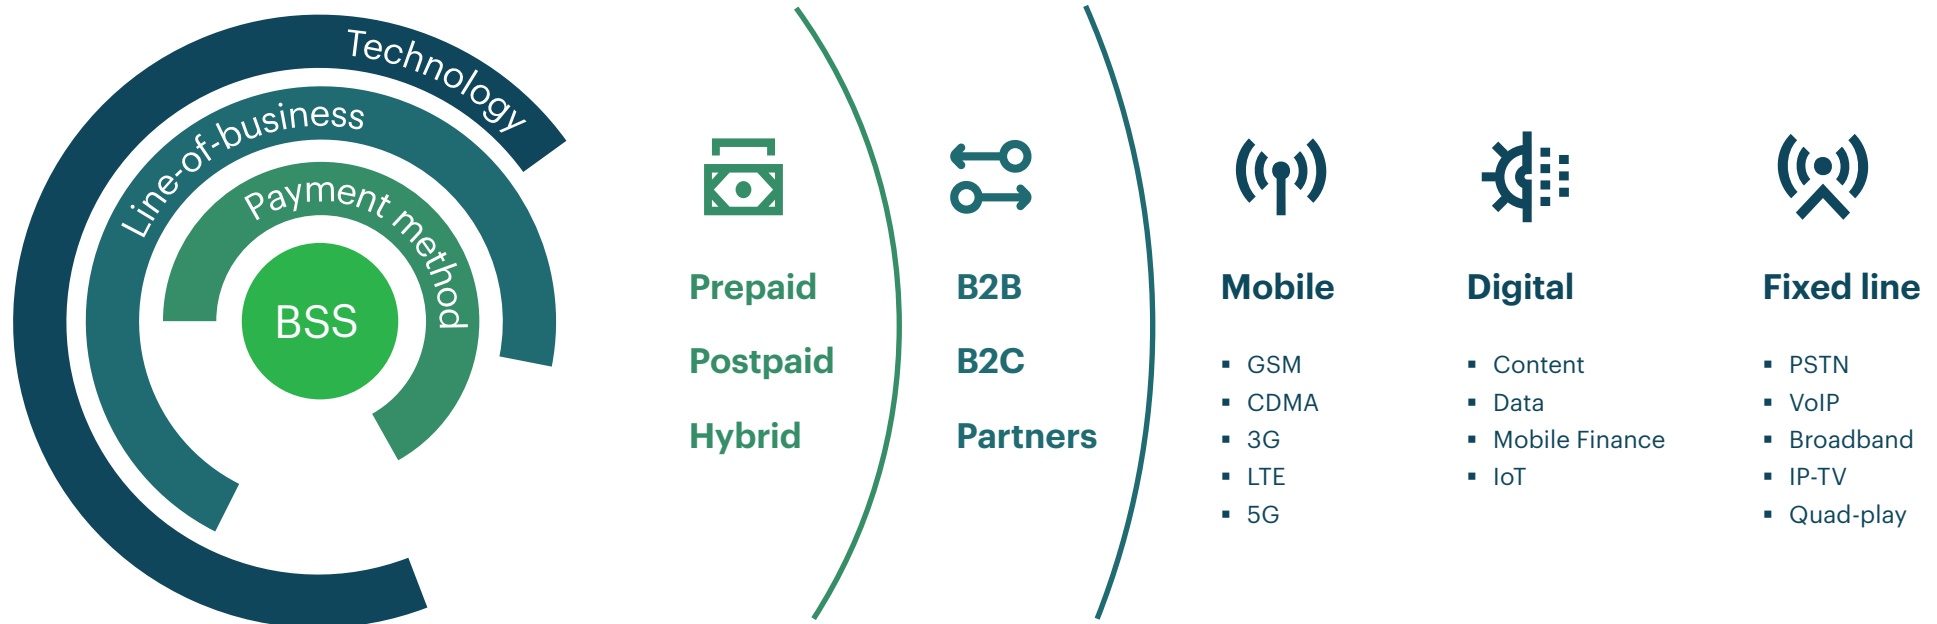 Technology
Line-of-business
Payment method
BSS
Prepaid
Postpaid
Hybrid
B2B
B2C
Partners
Mobile
GSM
CDMA
3G
LTE
5G
Digital
Content
Data
Mobile Finance
IoT
Fixed line
PSTN
VoIP
Broadband
IP-TV
Quad-play